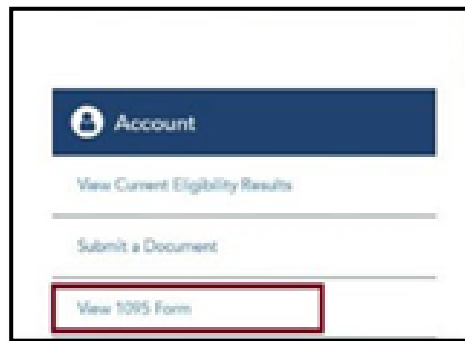 Account
View Current Eligibility Results
Submit a Document
View 1095 Form